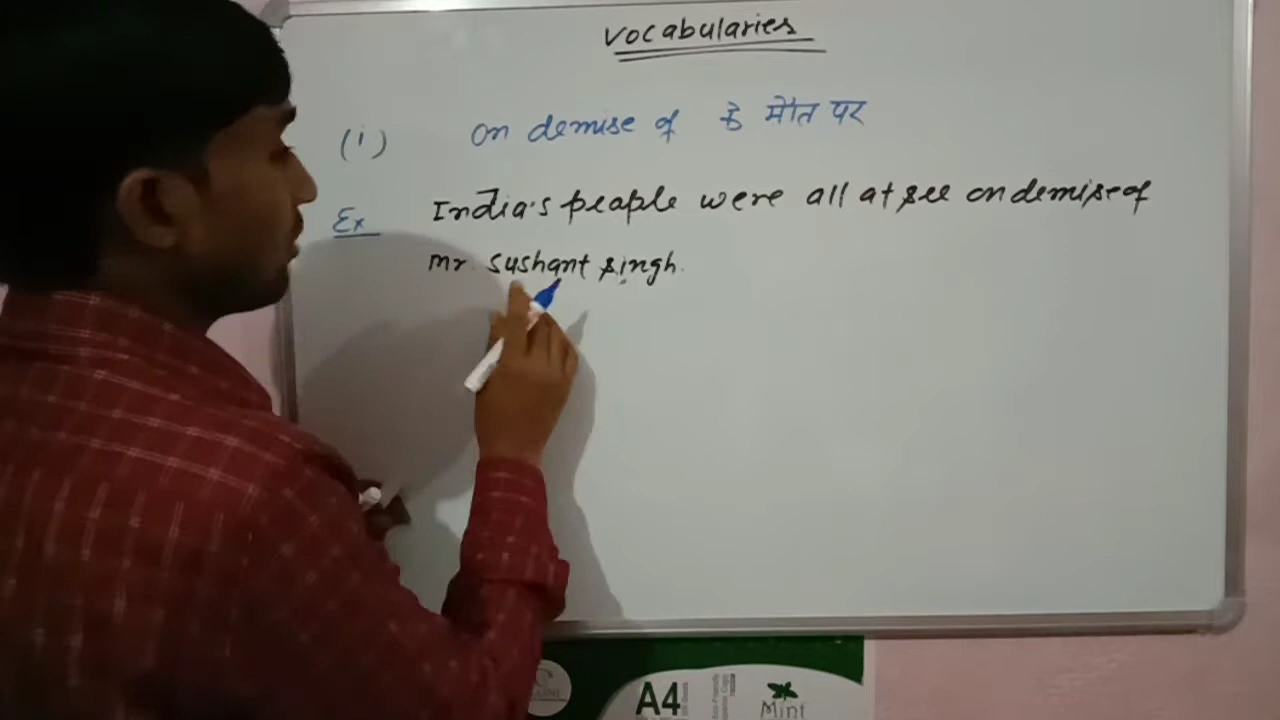 Vocabularies
(i) on demise of के मौत पर
Ex India's peaple were all at see on demise of
Mr. Sushant singh.
A4
Mint